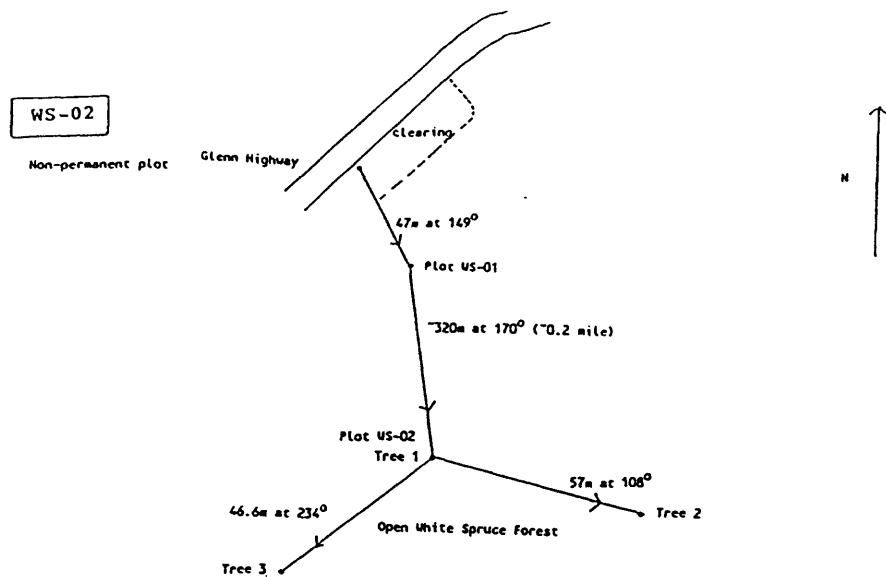 WS-02
Non-permanent plot
Glenn Highway
clearing
N
47m at 149°
Plot WS-01
~320m at 170° (~0.2 mile)
Plot WS-02
Tree 1
57m at 108°
46.6m at 234°
Tree 2
Open White Spruce Forest
Tree 3